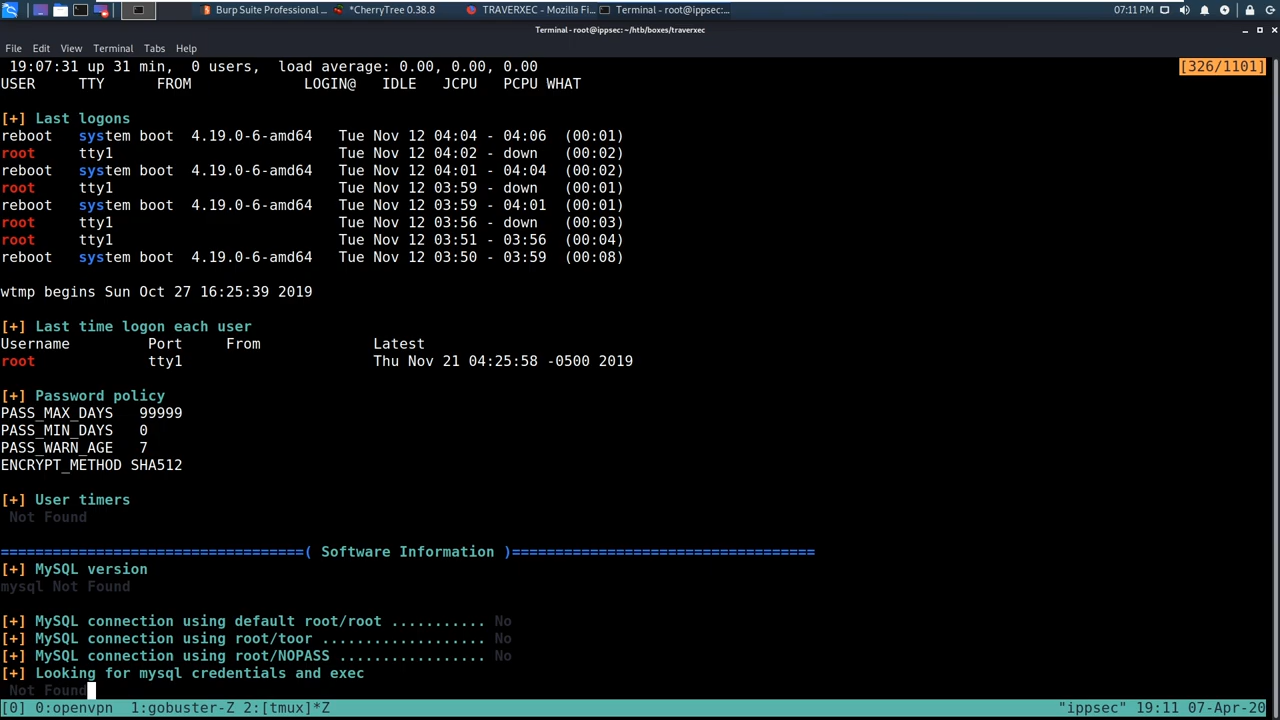 Burp Suite Professional ... *CherryTree 0.38.8 TRAVERXEC - Mozilla Fi... Terminal - root@ippsec:... 07:11 PM
Terminal - root@ippsec: ~/htb/boxes/traverxec
File Edit View Terminal Tabs Help
19:07:31 up 31 min, 0 users, load average: 0.00, 0.00, 0.00 [326/1101]
USER TTY FROM LOGIN@ IDLE JCPU PCPU WHAT
[+] Last logons
reboot system boot 4.19.0-6-amd64 Tue Nov 12 04:04 - 04:06 (00:01)
root tty1 Tue Nov 12 04:02 - down (00:02)
reboot system boot 4.19.0-6-amd64 Tue Nov 12 04:01 - 04:04 (00:02)
root tty1 Tue Nov 12 03:59 - down (00:01)
reboot system boot 4.19.0-6-amd64 Tue Nov 12 03:59 - 04:01 (00:01)
root tty1 Tue Nov 12 03:56 - down (00:03)
root tty1 Tue Nov 12 03:51 - 03:56 (00:04)
reboot system boot 4.19.0-6-amd64 Tue Nov 12 03:50 - 03:59 (00:08)
wtmp begins Sun Oct 27 16:25:39 2019
[+] Last time logon each user
Username Port From Latest
root tty1 Thu Nov 21 04:25:58 -0500 2019
[+] Password policy
PASS_MAX_DAYS 99999
PASS_MIN_DAYS 0
PASS_WARN_AGE 7
ENCRYPT_METHOD SHA512
[+] User timers
Not Found
===================================( Software Information )===================================
[+] MySQL version
mysql Not Found
[+] MySQL connection using default root/root ........... No
[+] MySQL connection using root/toor ................... No
[+] MySQL connection using root/NOPASS ................. No
[+] Looking for mysql credentials and exec
Not Found
[0] 0:openvpn 1:gobuster-Z 2:[tmux]*Z "ippsec" 19:11 07-Apr-20